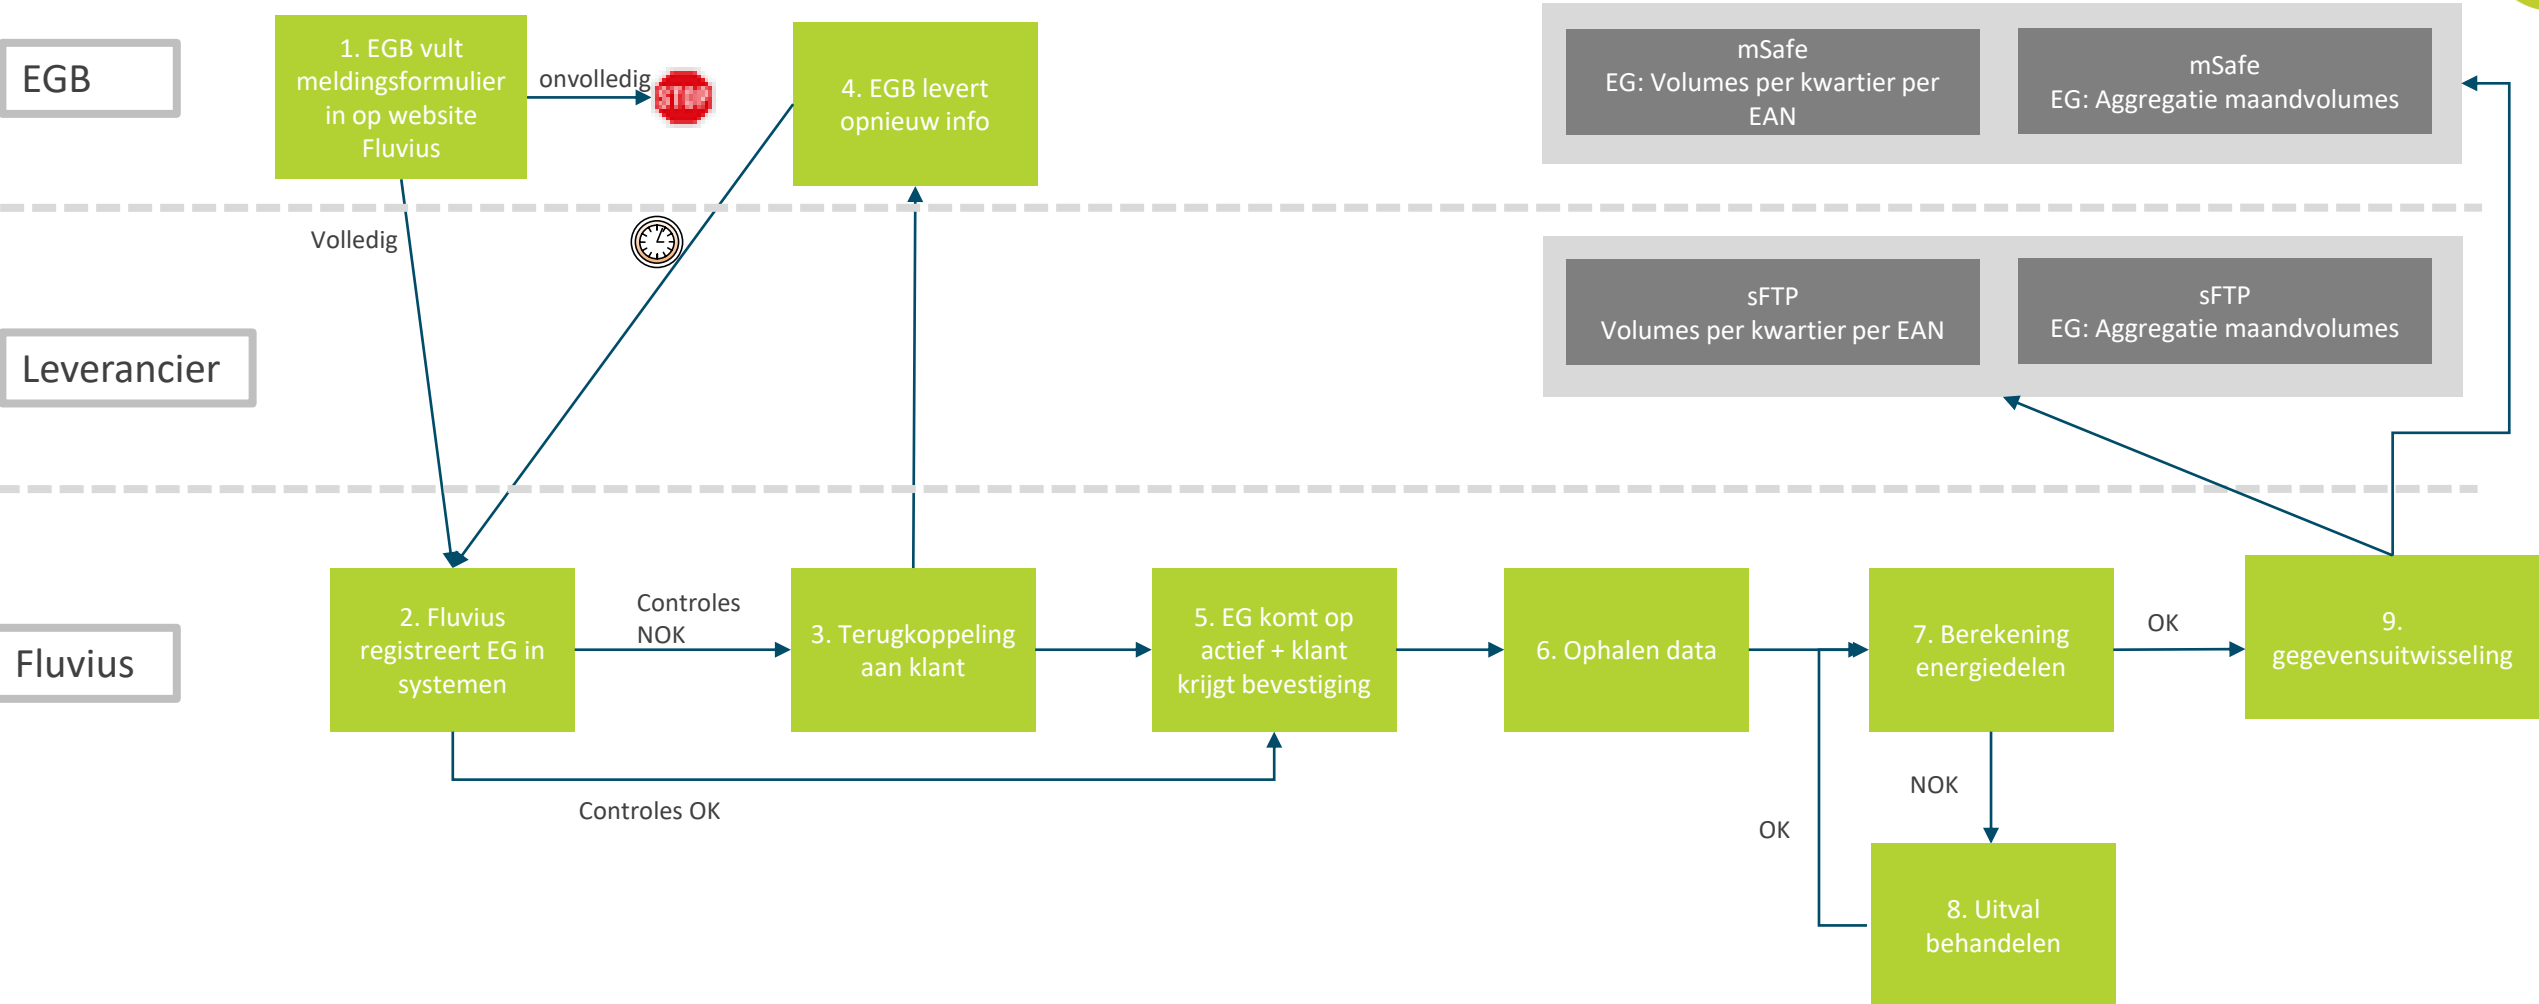 EGB
1. EGB vult
meldingsformulier
in op website
Fluvius
onvolledig
STOP
4. EGB levert
opnieuw info
mSafe
EG: Volumes per kwartier per
EAN
mSafe
EG: Aggregatie maandvolumes
Volledig
Leverancier
sFTP
Volumes per kwartier per EAN
sFTP
EG: Aggregatie maandvolumes
Fluvius
2. Fluvius
registreert EG in
systemen
Controles
NOK
3. Terugkoppeling
aan klant
5. EG komt op
actief + klant
krijgt bevestiging
6. Ophalen data
7. Berekening
energiedelen
OK
9.
gegevensuitwisseling
Controles OK
NOK
OK
8. Uitval
behandelen